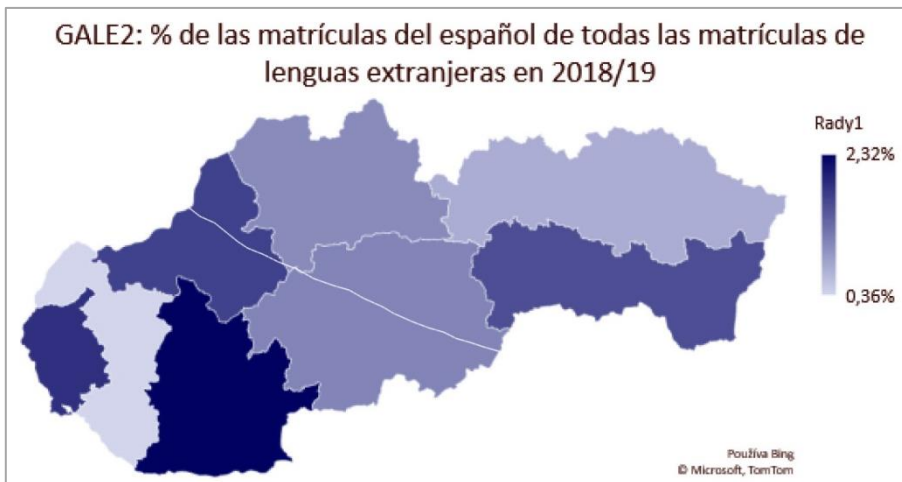 GALE2: % de las matrículas del español de todas las matrículas de
lenguas extranjeras en 2018/19
Rady1
2,32%
0,36%
Používa Bing
© Microsoft, TomTom